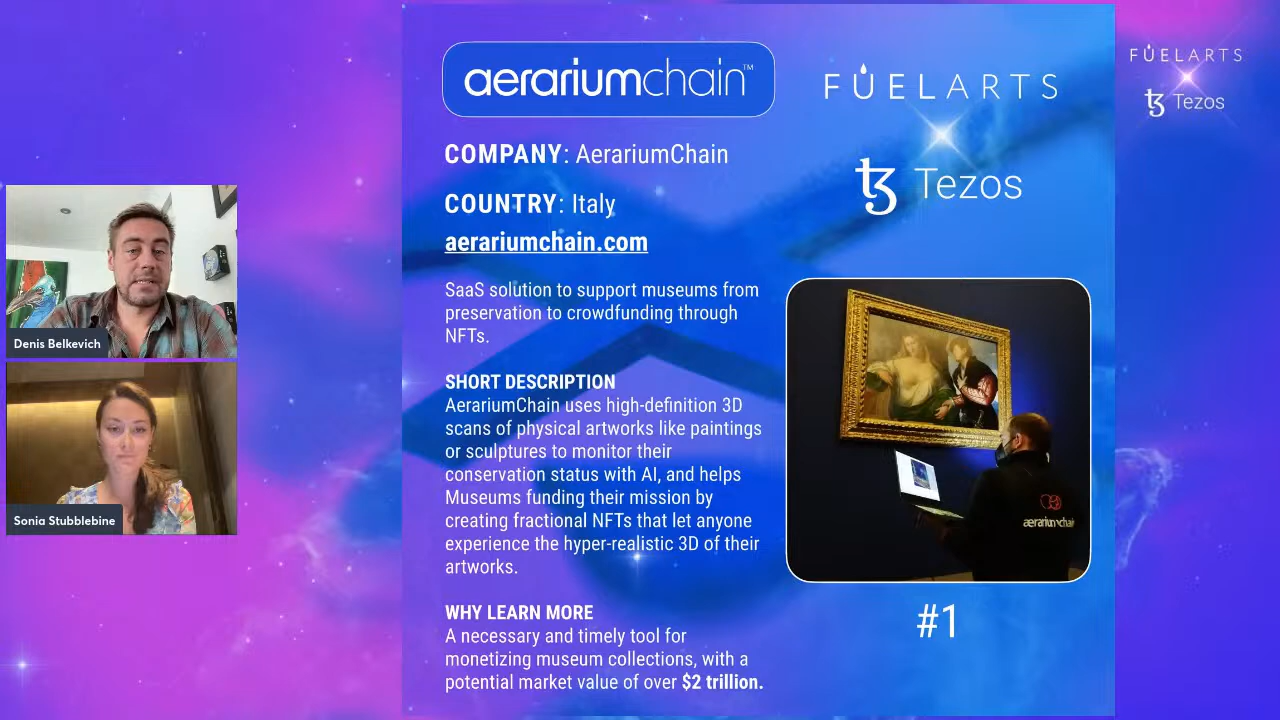 aerariumchain™
FUELARTS
Tezos
FUELARTS
Tezos
COMPANY: AerariumChain
COUNTRY: Italy
aerariumchain.com
SaaS solution to support museums from
preservation to crowdfunding through
NFTs.
SHORT DESCRIPTION
AerariumChain uses high-definition 3D
scans of physical artworks like paintings
or sculptures to monitor their
conservation status with AI, and helps
Museums funding their mission by
creating fractional NFTs that let anyone
experience the hyper-realistic 3D of their
artworks.
WHY LEARN MORE
A necessary and timely tool for
monetizing museum collections, with a
potential market value of over $2 trillion.
aerariumchain
#1
Denis Belkevich
Sonia Stubblebine